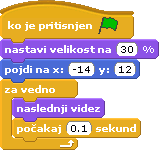 ko je pritisnjen
nastavi velikost na 30 %
pojdi na x: -14 y: 12
za vedno
naslednji videz
počakaj 0.1 sekund